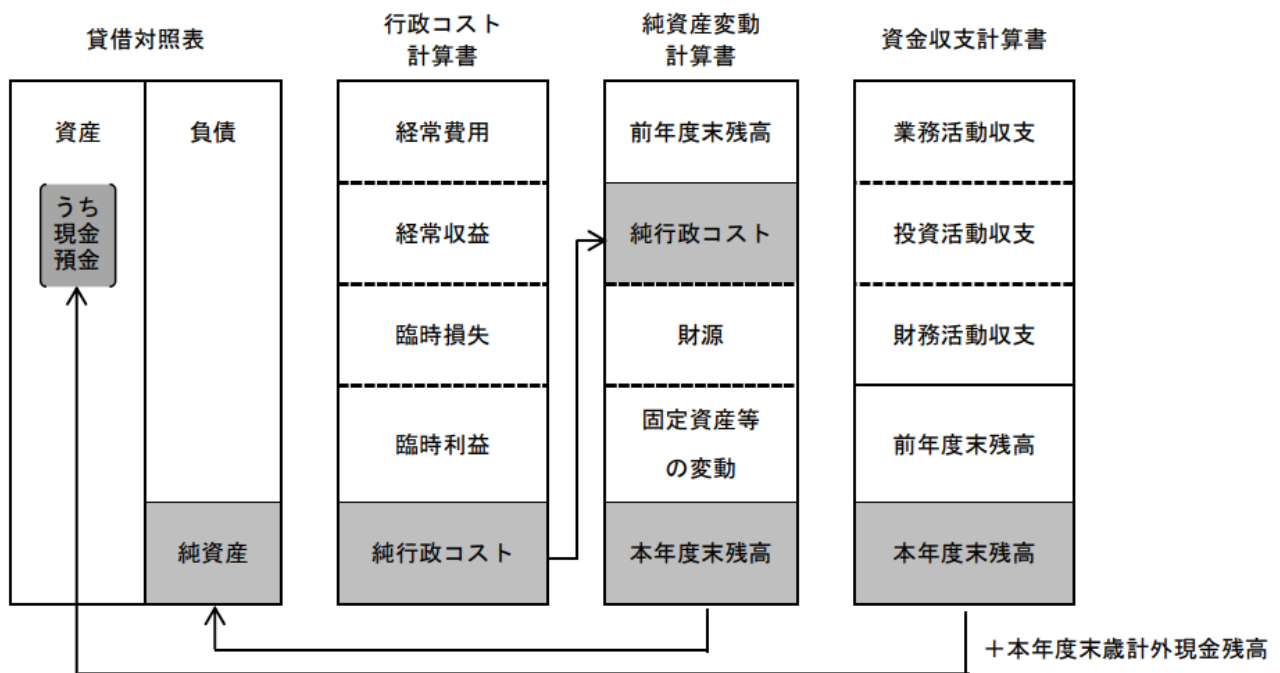 貸借対照表
行政コスト
計算書
純資産変動
計算書
資金収支計算書
資産
負債
うち
現金
預金
純資産
経常費用
経常収益
臨時損失
臨時利益
純行政コスト
前年度末残高
純行政コスト
財源
固定資産等
の変動
本年度末残高
業務活動収支
投資活動収支
財務活動収支
前年度末残高
本年度末残高
＋本年度末歳計外現金残高